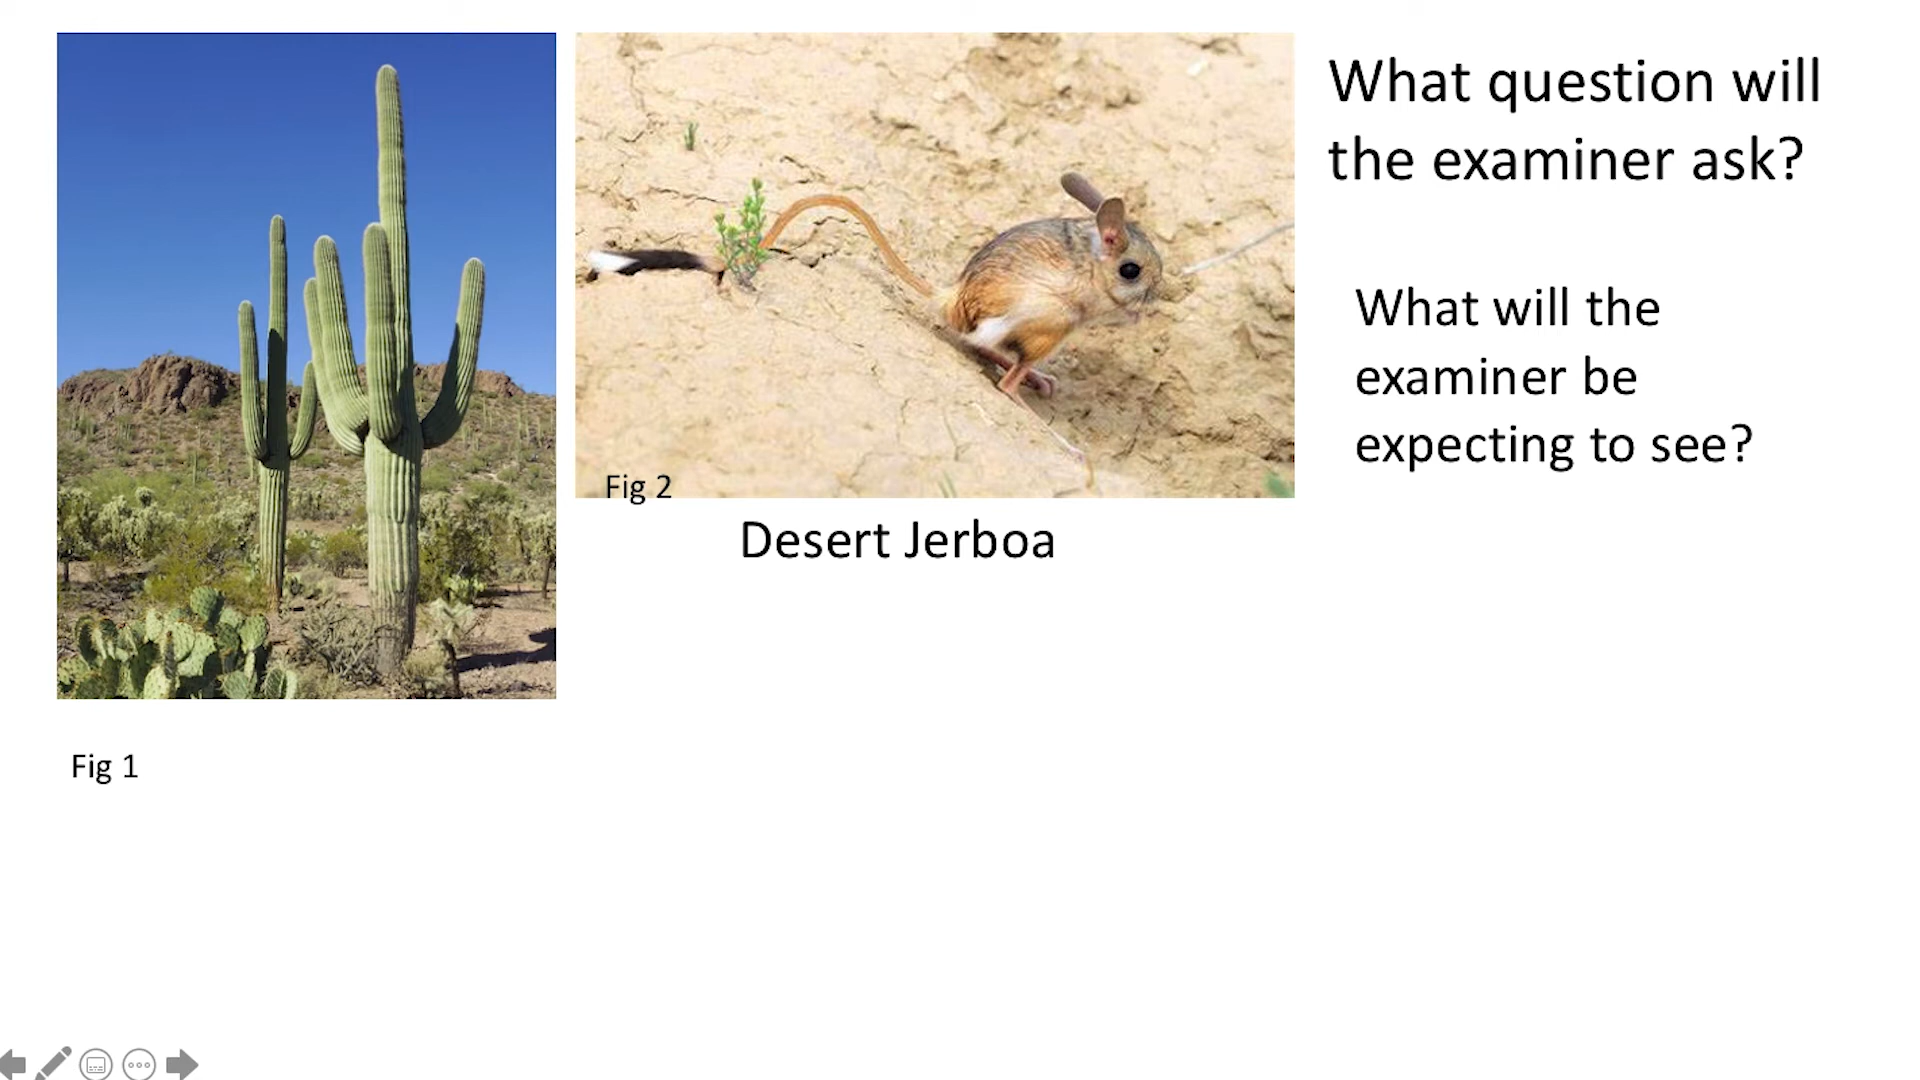 What question will
the examiner ask?
What will the
examiner be
expecting to see?
Fig 2
Desert Jerboa
Fig 1